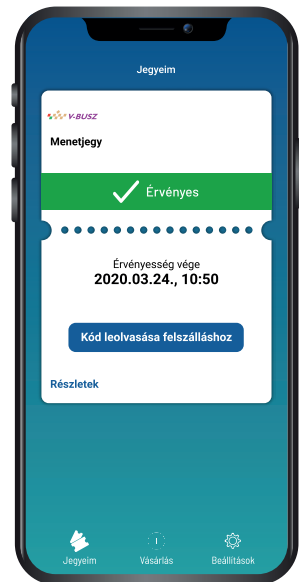 Jegyeim
V-BUSZ
Menetjegy
Érvényes
Érvényesség vége
2020.03.24., 10:50
Kód leolvasása felszálláshoz
Részletek
Jegyeim Vásárlás Beállítások